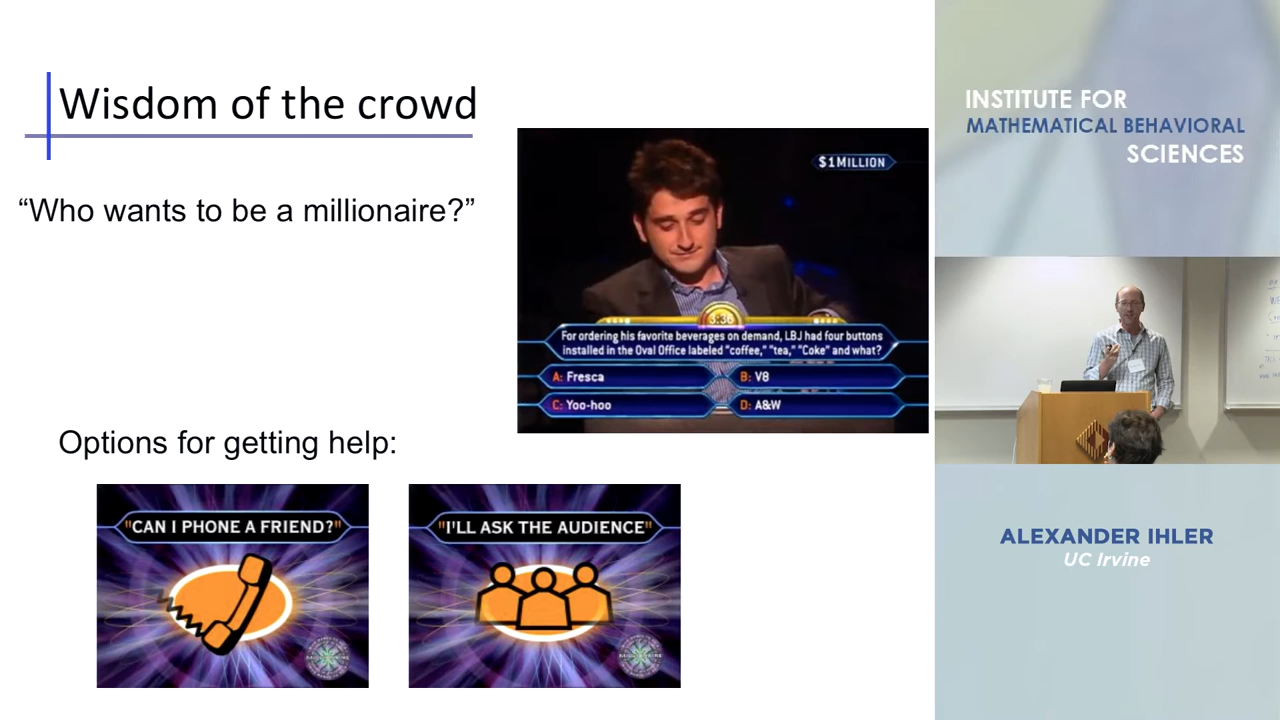 Wisdom of the crowd
“Who wants to be a millionaire?”
$1 MILLION
For ordering his favorite beverages on demand, LBJ had four buttons
installed in the Oval Office labeled "coffee," "tea," "Coke" and what?
A: Fresca
B: V8
C: Yoo-hoo
D: A&W
Options for getting help:
"CAN I PHONE A FRIEND?"
"I'LL ASK THE AUDIENCE"
INSTITUTE FOR
MATHEMATICAL BEHAVIORAL
SCIENCES
ALEXANDER IHLER
UC Irvine